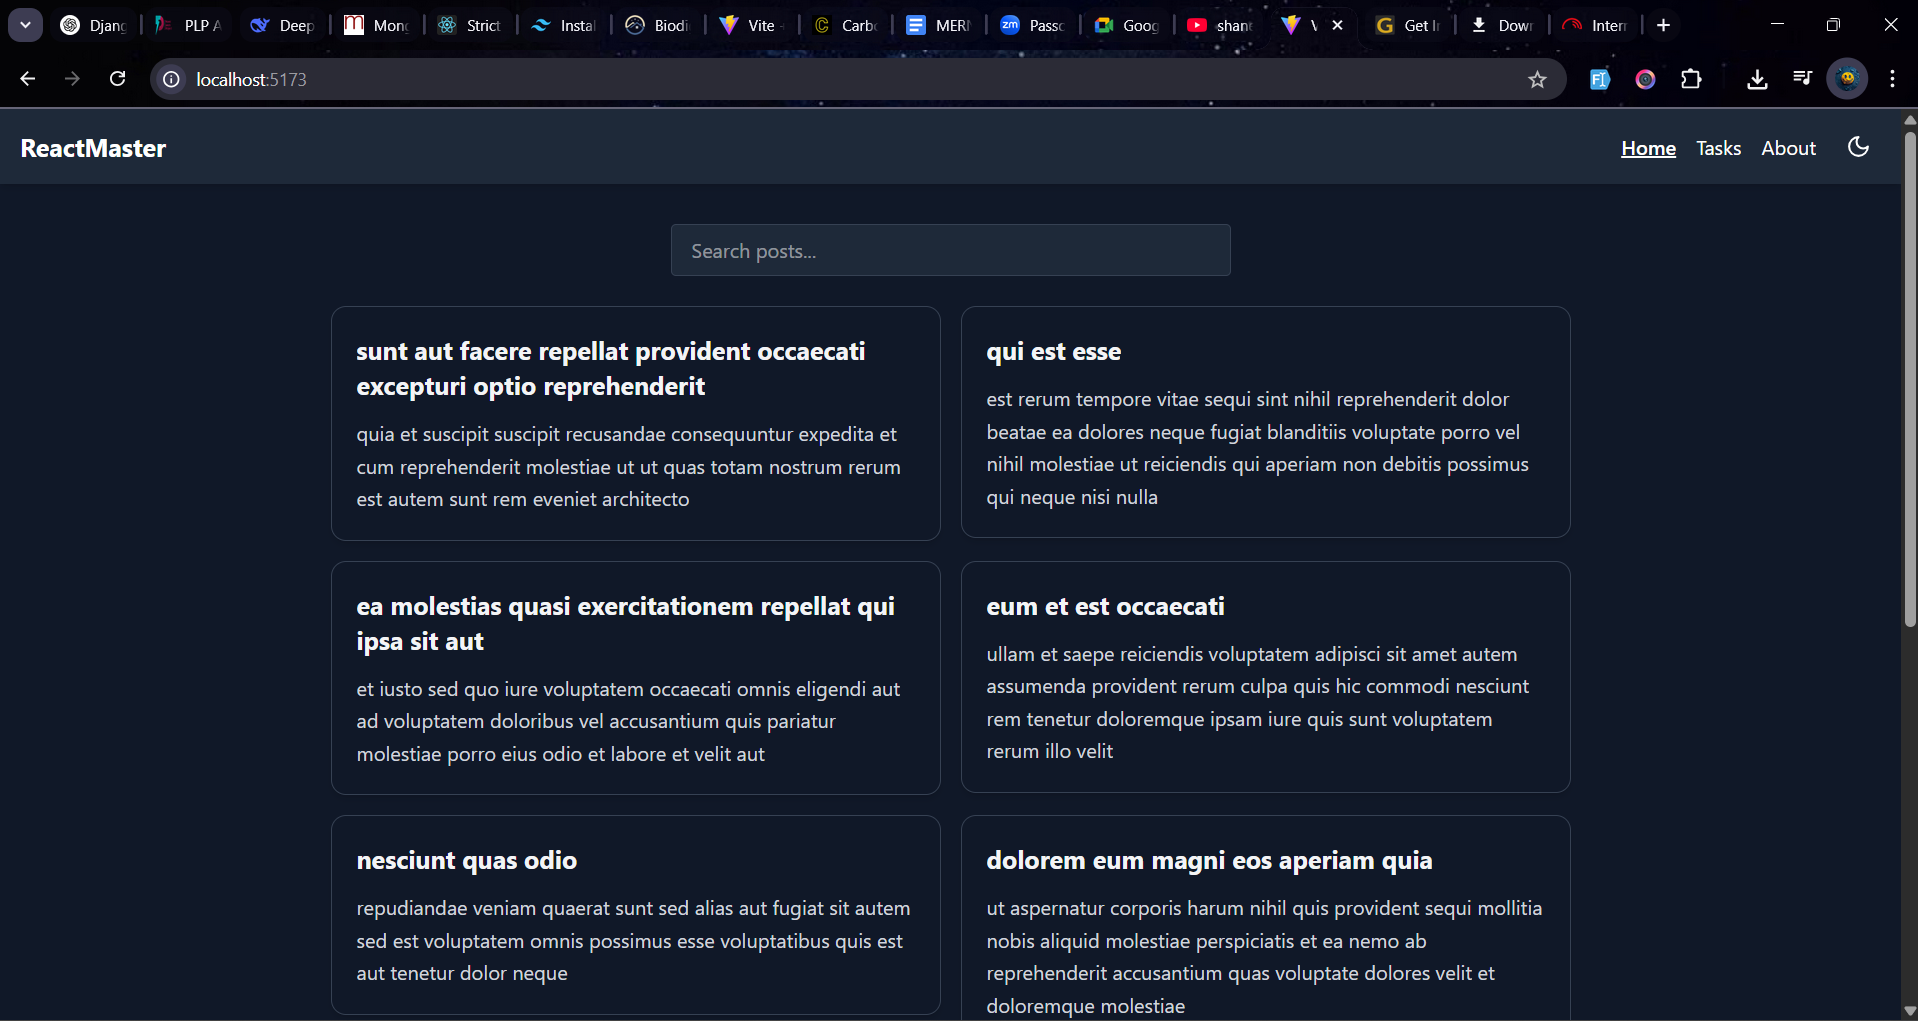 Djang
PLP A
Deep
Mong
Strict
Instal
Biodi
Vite
Carbo
MERN
Passc
Goog
shant
V
Get I
Down
Intern
localhost:5173
ReactMaster
Home Tasks About
Search posts...
sunt aut facere repellat provident occaecati
excepturi optio reprehenderit
quia et suscipit suscipit recusandae consequuntur expedita et
cum reprehenderit molestiae ut ut quas totam nostrum rerum
est autem sunt rem eveniet architecto
qui est esse
est rerum tempore vitae sequi sint nihil reprehenderit dolor
beatae ea dolores neque fugiat blanditiis voluptate porro vel
nihil molestiae ut reiciendis qui aperiam non debitis possimus
qui neque nisi nulla
ea molestias quasi exercitationem repellat qui
ipsa sit aut
et iusto sed quo iure voluptatem occaecati omnis eligendi aut
ad voluptatem doloribus vel accusantium quis pariatur
molestiae porro eius odio et labore et velit aut
eum et est occaecati
ullam et saepe reiciendis voluptatem adipisci sit amet autem
assumenda provident rerum culpa quis hic commodi nesciunt
rem tenetur doloremque ipsam iure quis sunt voluptatem
rerum illo velit
nesciunt quas odio
repudiandae veniam quaerat sunt sed alias aut fugiat sit autem
sed est voluptatem omnis possimus esse voluptatibus quis est
aut tenetur dolor neque
dolorem eum magni eos aperiam quia
ut aspernatur corporis harum nihil quis provident sequi mollitia
nobis aliquid molestiae perspiciatis et ea nemo ab
reprehenderit accusantium quas voluptate dolores velit et
doloremque molestiae